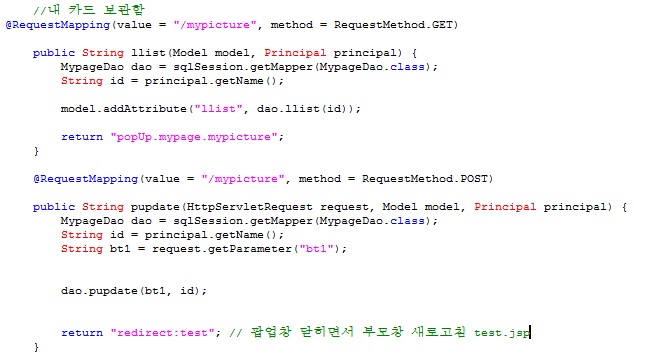 //내 카드 보관함
@RequestMapping(value = "/mypicture", method = RequestMethod.GET)
public String llist(Model model, Principal principal) {
MypageDao dao = sqlSession.getMapper(MypageDao.class);
String id = principal.getName();
model.addAttribute("llist", dao.llist(id));
return "popUp.mypage.mypicture";
}
@RequestMapping(value = "/mypicture", method = RequestMethod.POST)
public String pupdate(HttpServletRequest request, Model model, Principal principal) {
MypageDao dao = sqlSession.getMapper(MypageDao.class);
String id = principal.getName();
String bt1 = request.getParameter("bt1");
dao.pupdate(bt1, id);
return "redirect:test"; // 팝업창 닫히면서 부모창 새로고침 test.jsp
}